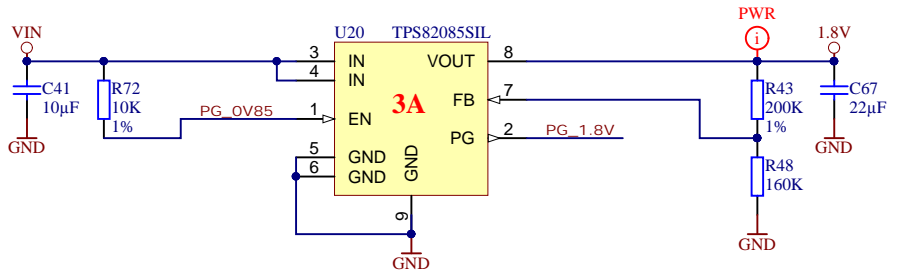 VIN
U20 TPS82085SIL
PWR
i
1.8V
3 IN
4 IN
VOUT 8
C41
10µF
R72
10K
1%
PG_0V85
1 EN
3A
FB 7
PG 2
PG_1.8V
R43
200K
1%
C67
22µF
GND
5 GND
6 GND
GND
9
GND
R48
160K
GND
GND